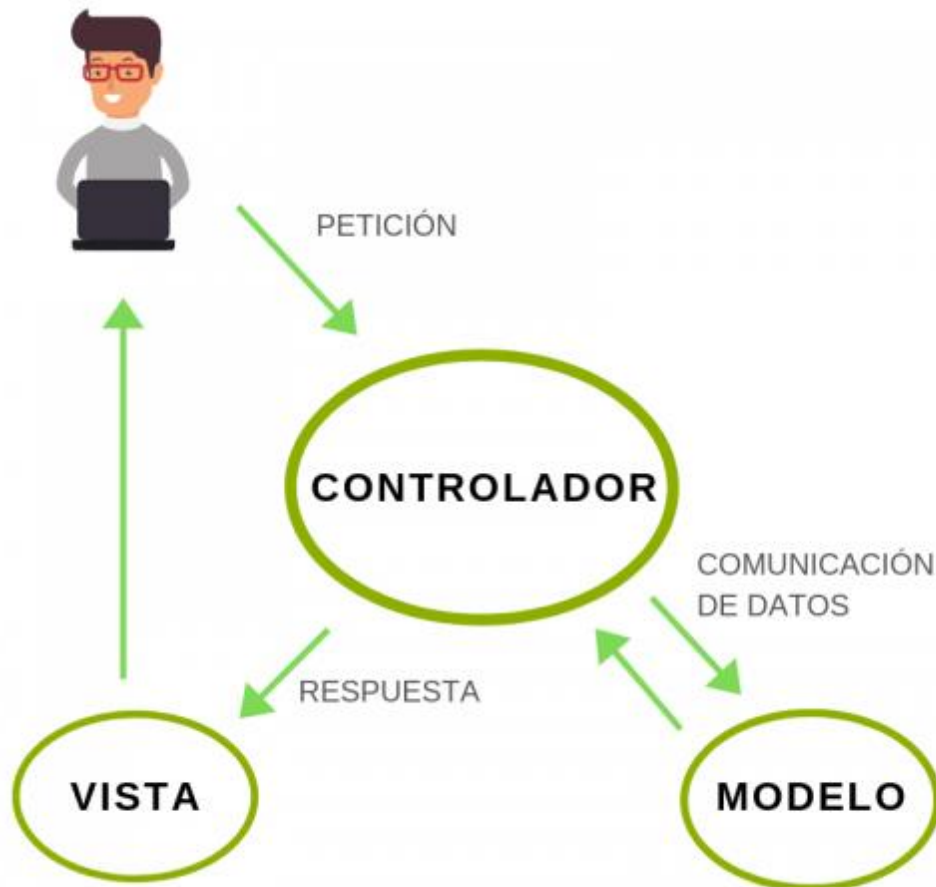 PETICIÓN
CONTROLADOR
COMUNICACIÓN
DE DATOS
RESPUESTA
VISTA
MODELO